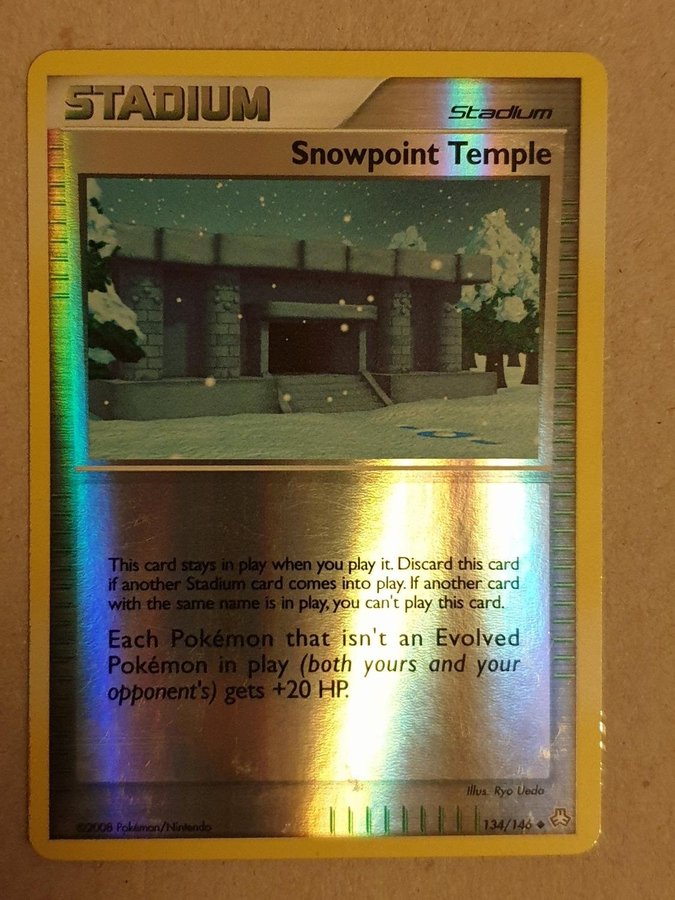 STADIUM
Stadium
Snowpoint Temple
This card stays in play when you play it. Discard this card
if another Stadium card comes into play. If another card
with the same name is in play, you can't play this card.
Each Pokémon that isn't an Evolved
Pokémon in play (both yours and your
opponent's) gets +20 HP.
Illus. Ryo Ueda
©2008 Pokémon/Nintendo
134/146